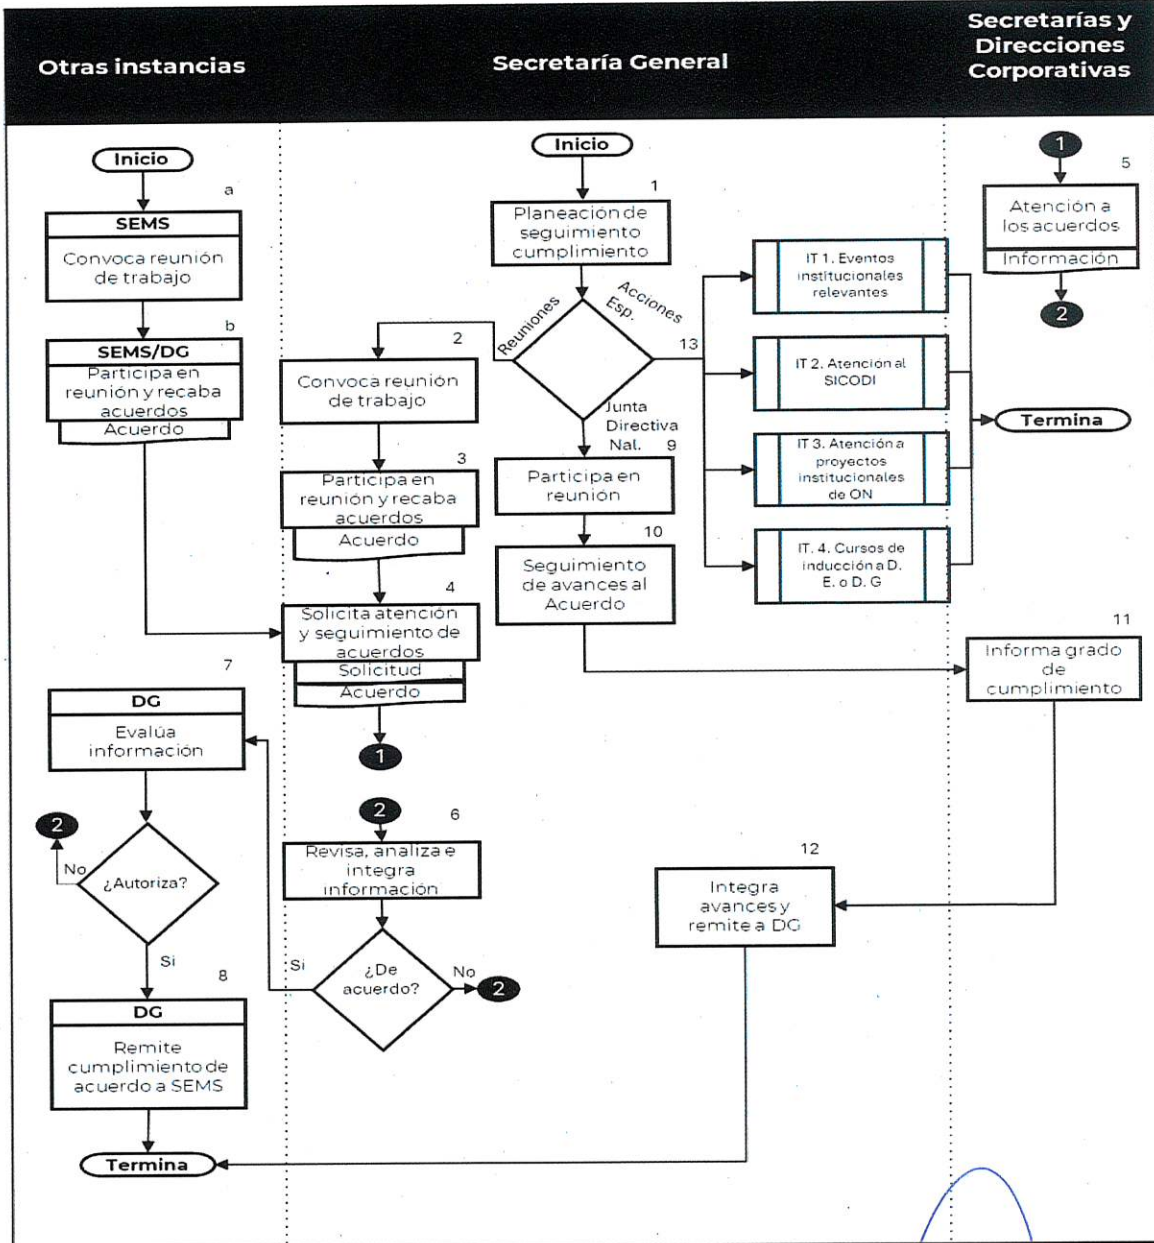 Otras instancias
Secretaría General
Secretarías y
Direcciones
Corporativas
Inicio
a
SEMS
Convoca reunión
de trabajo
b
SEMS/DG
Participa en
reunión y recaba
acuerdos
Acuerdo
Inicio
1
Planeación de
seguimiento
cumplimiento
Reuniones
Acciones
Esp.
13
Junta
Directiva
Nal.
2
Convoca reunión
de trabajo
3
Participa en
reunión y recaba
acuerdos
Acuerdo
4
Solicita atención
y seguimiento de
acuerdos
Solicitud
Acuerdo
1
9
Participa en
reunión
10
Seguimiento
de avances al
Acuerdo
IT 1. Eventos
institucionales
relevantes
IT 2. Atención al
SICODI
IT 3. Atención a
proyectos
institucionales
de ON
IT. 4. Cursos de
inducción a D.
E. o D. G
Termina
1
5
Atención a
los acuerdos
Información
2
11
Informa grado
de
cumplimiento
7
DG
Evalúa
información
2
No
¿Autoriza?
Si
8
DG
Remite
cumplimiento de
acuerdo a SEMS
Termina
2
6
Revisa, analiza e
integra
información
Si
¿De
acuerdo?
No
2
12
Integra
avances y
remite a DG